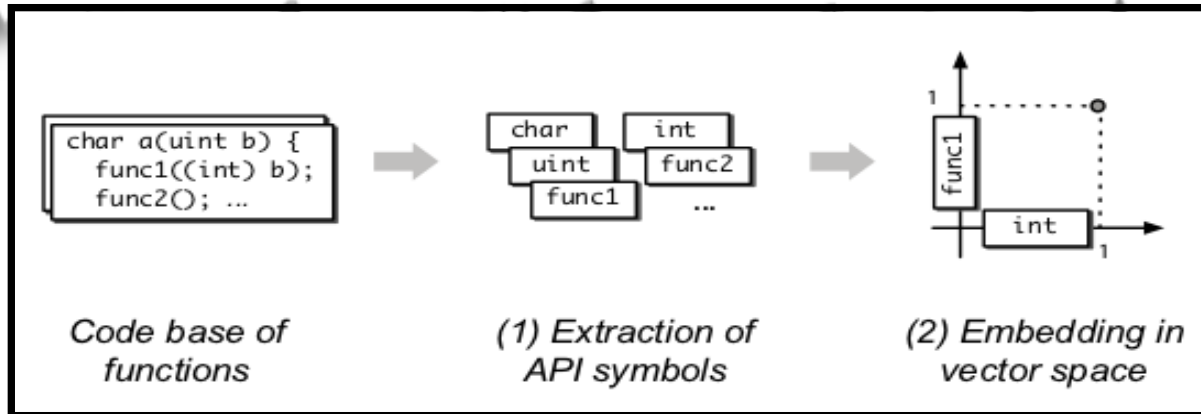 char a(uint b) {
func1((int) b);
func2(); ...
char
uint
func1
int
func2
...
1
func1
int
1
Code base of
functions
(1) Extraction of
API symbols
(2) Embedding in
vector space